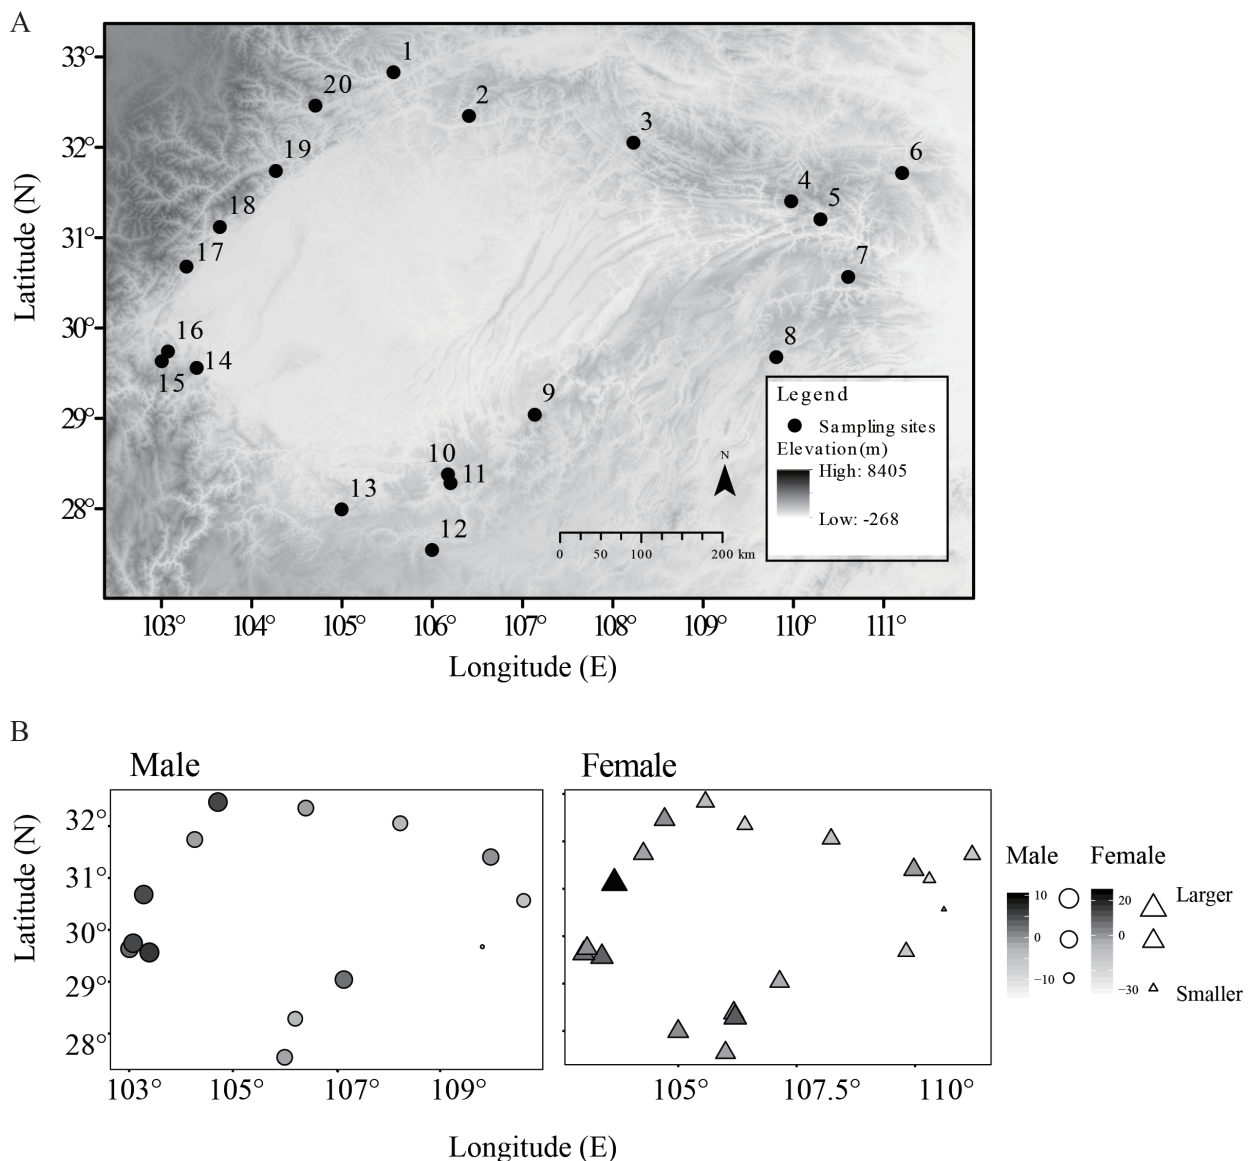 A
33°
32°
31°
30°
29°
28°
Latitude (N)
1
20
2
3
19
6
4
5
18
17
7
16
14
15
8
9
10
11
13
12
N
0 50 100 200 km
Legend
Sampling sites
Elevation(m)
High: 8405
Low: -268
103° 104° 105° 106° 107° 108° 109° 110° 111°
Longitude (E)
B
Male Female
32°
31°
30°
29°
28°
Latitude (N)
103° 105° 107° 109°
105° 107.5° 110°
Longitude (E)
Male Female
10
0
−10
20
0
−30
Larger
Smaller